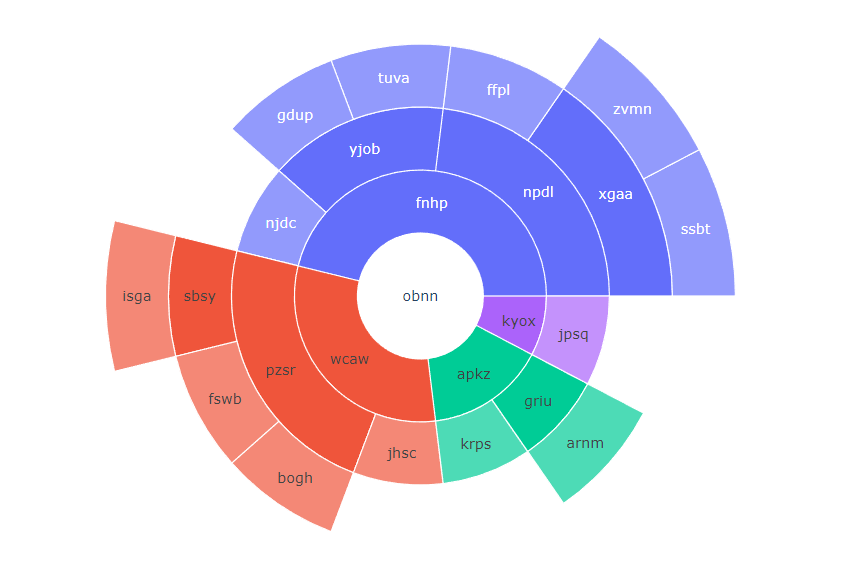 zvmn
tuva
ffpl
gdup
yjob
npdl
xgaa
fnhp
njdc
ssbt
isga
sbsy
obnn
kyox
jpsq
wcaw
pzsr
apkz
fswb
griu
krps
arnm
jhsc
bogh